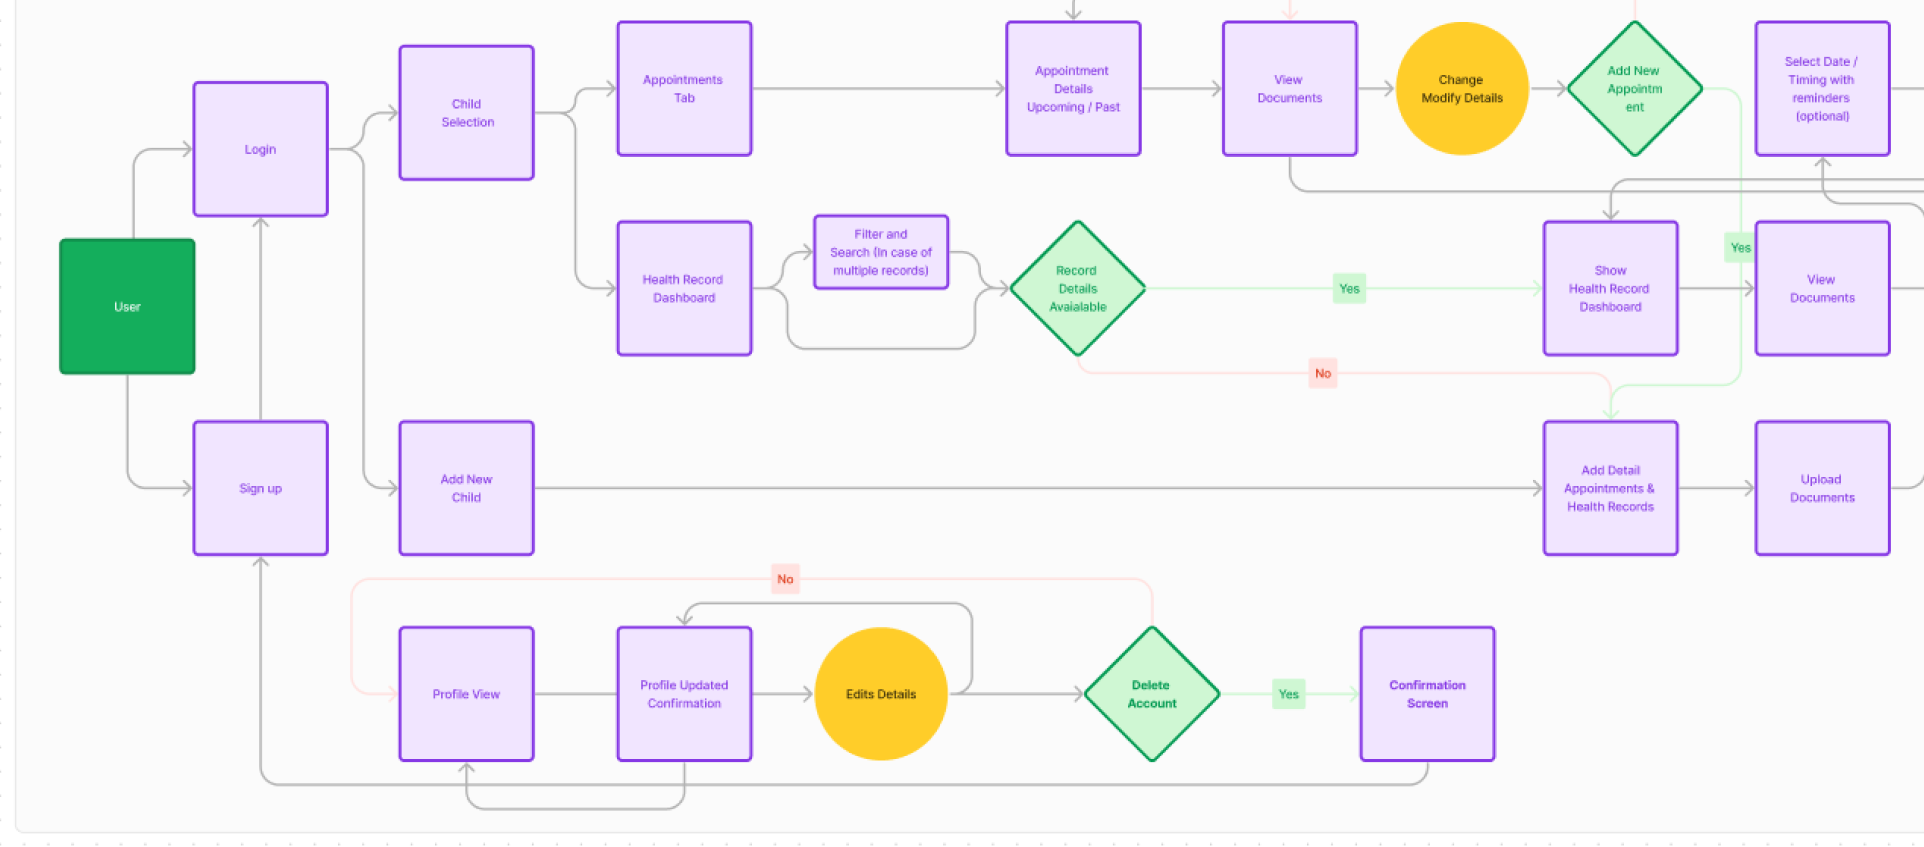 Appointments
Tab
Appointment
Details
Upcoming / Past
View
Documents
Change
Modify Details
Add New
Appointm
ent
Select Date /
Timing with
reminders
(optional)
Child
Selection
Login
User
Health Record
Dashboard
Filter and
Search (In case of
multiple records)
Record
Details
Avaialable
Yes
Show
Health Record
Dashboard
Yes
View
Documents
No
Sign up
Add New
Child
Add Detail
Appointments &
Health Records
Upload
Documents
No
Profile View
Profile Updated
Confirmation
Edits Details
Delete
Account
Yes
Confirmation
Screen